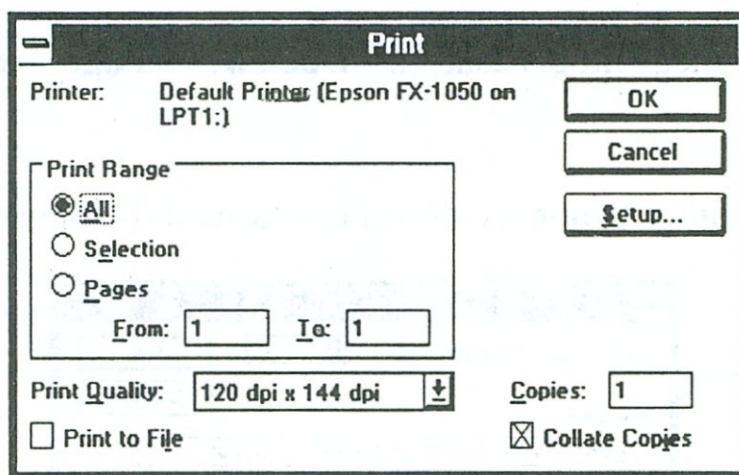 Print
Printer: Default Printer (Epson FX-1050 on
LPT1:)
OK
Cancel
Setup...
Print Range
All
Selection
Pages
From: 1 To: 1
Print Quality: 120 dpi x 144 dpi
Copies: 1
Print to File
Collate Copies